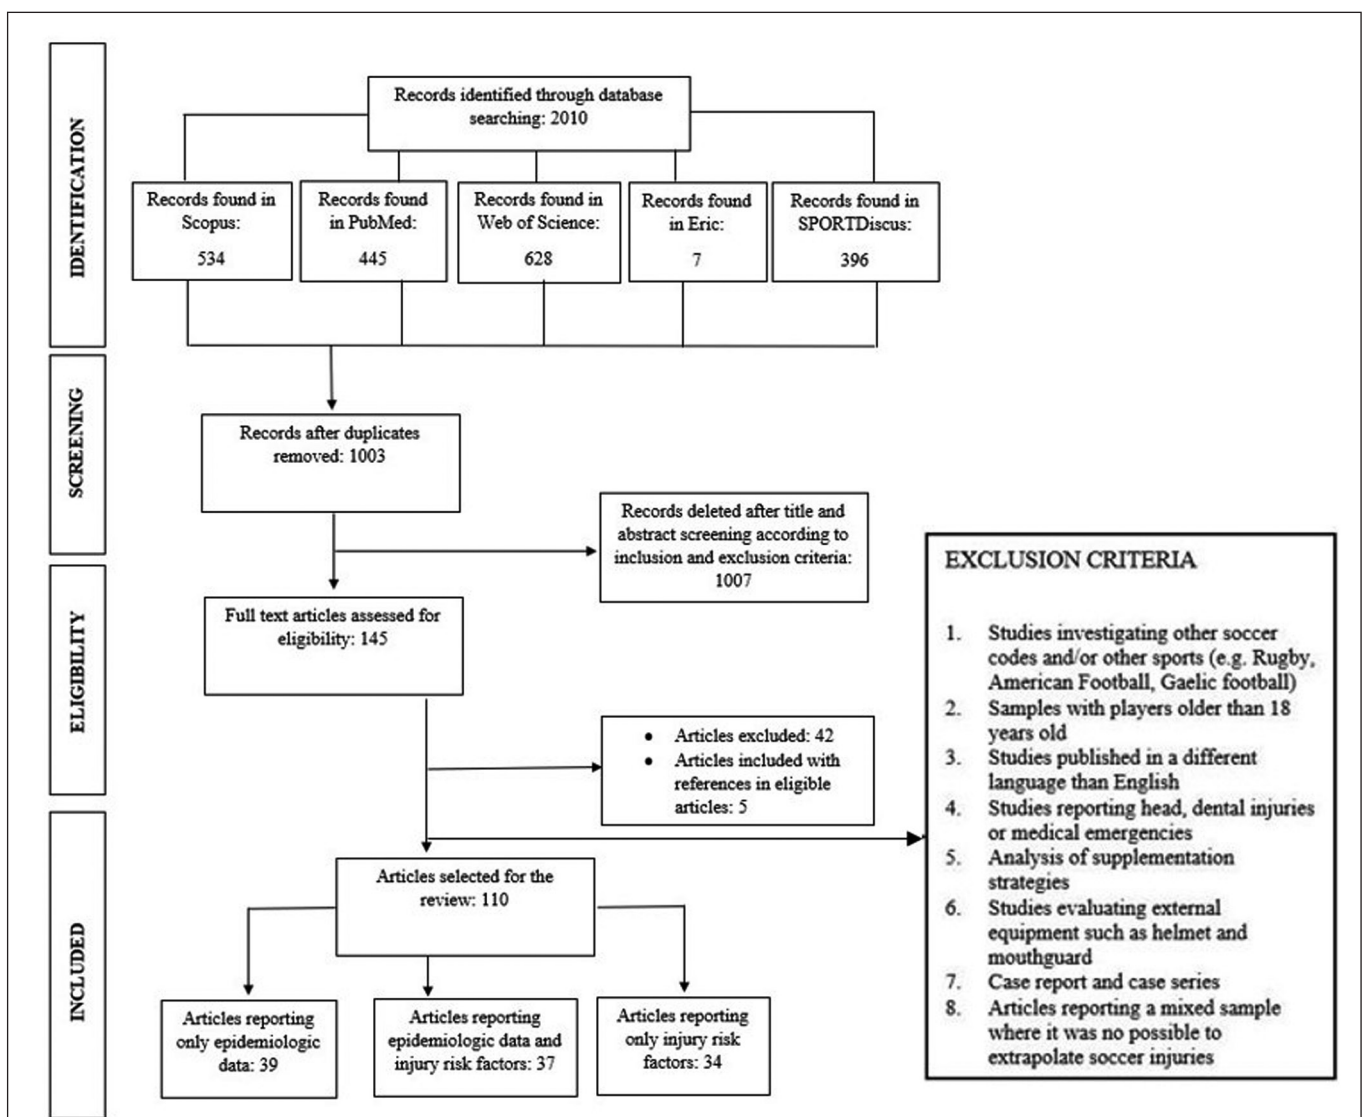 IDENTIFICATION
Records identified through database
searching: 2010
Records found in
Scopus:
534
Records found
in PubMed:
445
Records found in
Web of Science:
628
Records found
in Eric:
7
Records found in
SPORTDiscus:
396
SCREENING
Records after duplicates
removed: 1003
Records deleted after title and
abstract screening according to
inclusion and exclusion criteria:
1007
ELIGIBILITY
Full text articles assessed for
eligibility: 145
• Articles excluded: 42
• Articles included with
references in eligible
articles: 5
EXCLUSION CRITERIA
1. Studies investigating other soccer
codes and/or other sports (e.g. Rugby,
American Football, Gaelic football)
2. Samples with players older than 18
years old
3. Studies published in a different
language than English
4. Studies reporting head, dental injuries
or medical emergencies
5. Analysis of supplementation
strategies
6. Studies evaluating external
equipment such as helmet and
mouthguard
7. Case report and case series
8. Articles reporting a mixed sample
where it was no possible to
extrapolate soccer injuries
INCLUDED
Articles selected for the
review: 110
Articles reporting
only epidemiologic
data: 39
Articles reporting
epidemiologic data and
injury risk factors: 37
Articles reporting
only injury risk
factors: 34